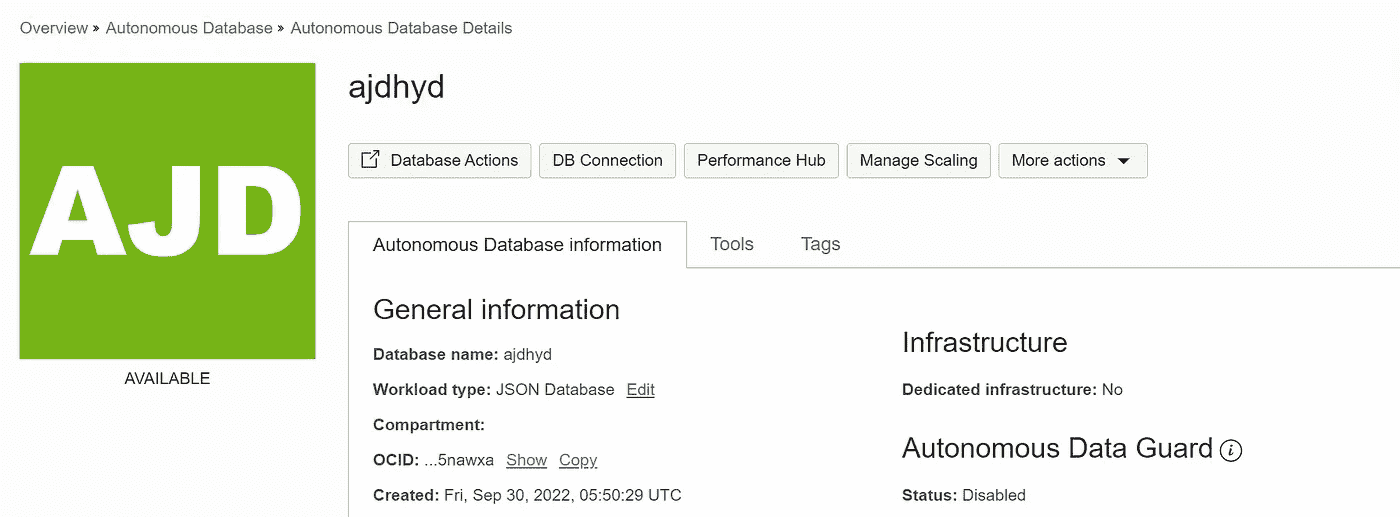 Overview » Autonomous Database » Autonomous Database Details
AJD
AVAILABLE
ajdhyd
Database Actions
DB Connection
Performance Hub
Manage Scaling
More actions
Autonomous Database information
Tools
Tags
General information
Database name: ajdhyd
Workload type: JSON Database Edit
Compartment:
OCID: ...5nawxa Show Copy
Created: Fri, Sep 30, 2022, 05:50:29 UTC
Infrastructure
Dedicated infrastructure: No
Autonomous Data Guard i
Status: Disabled